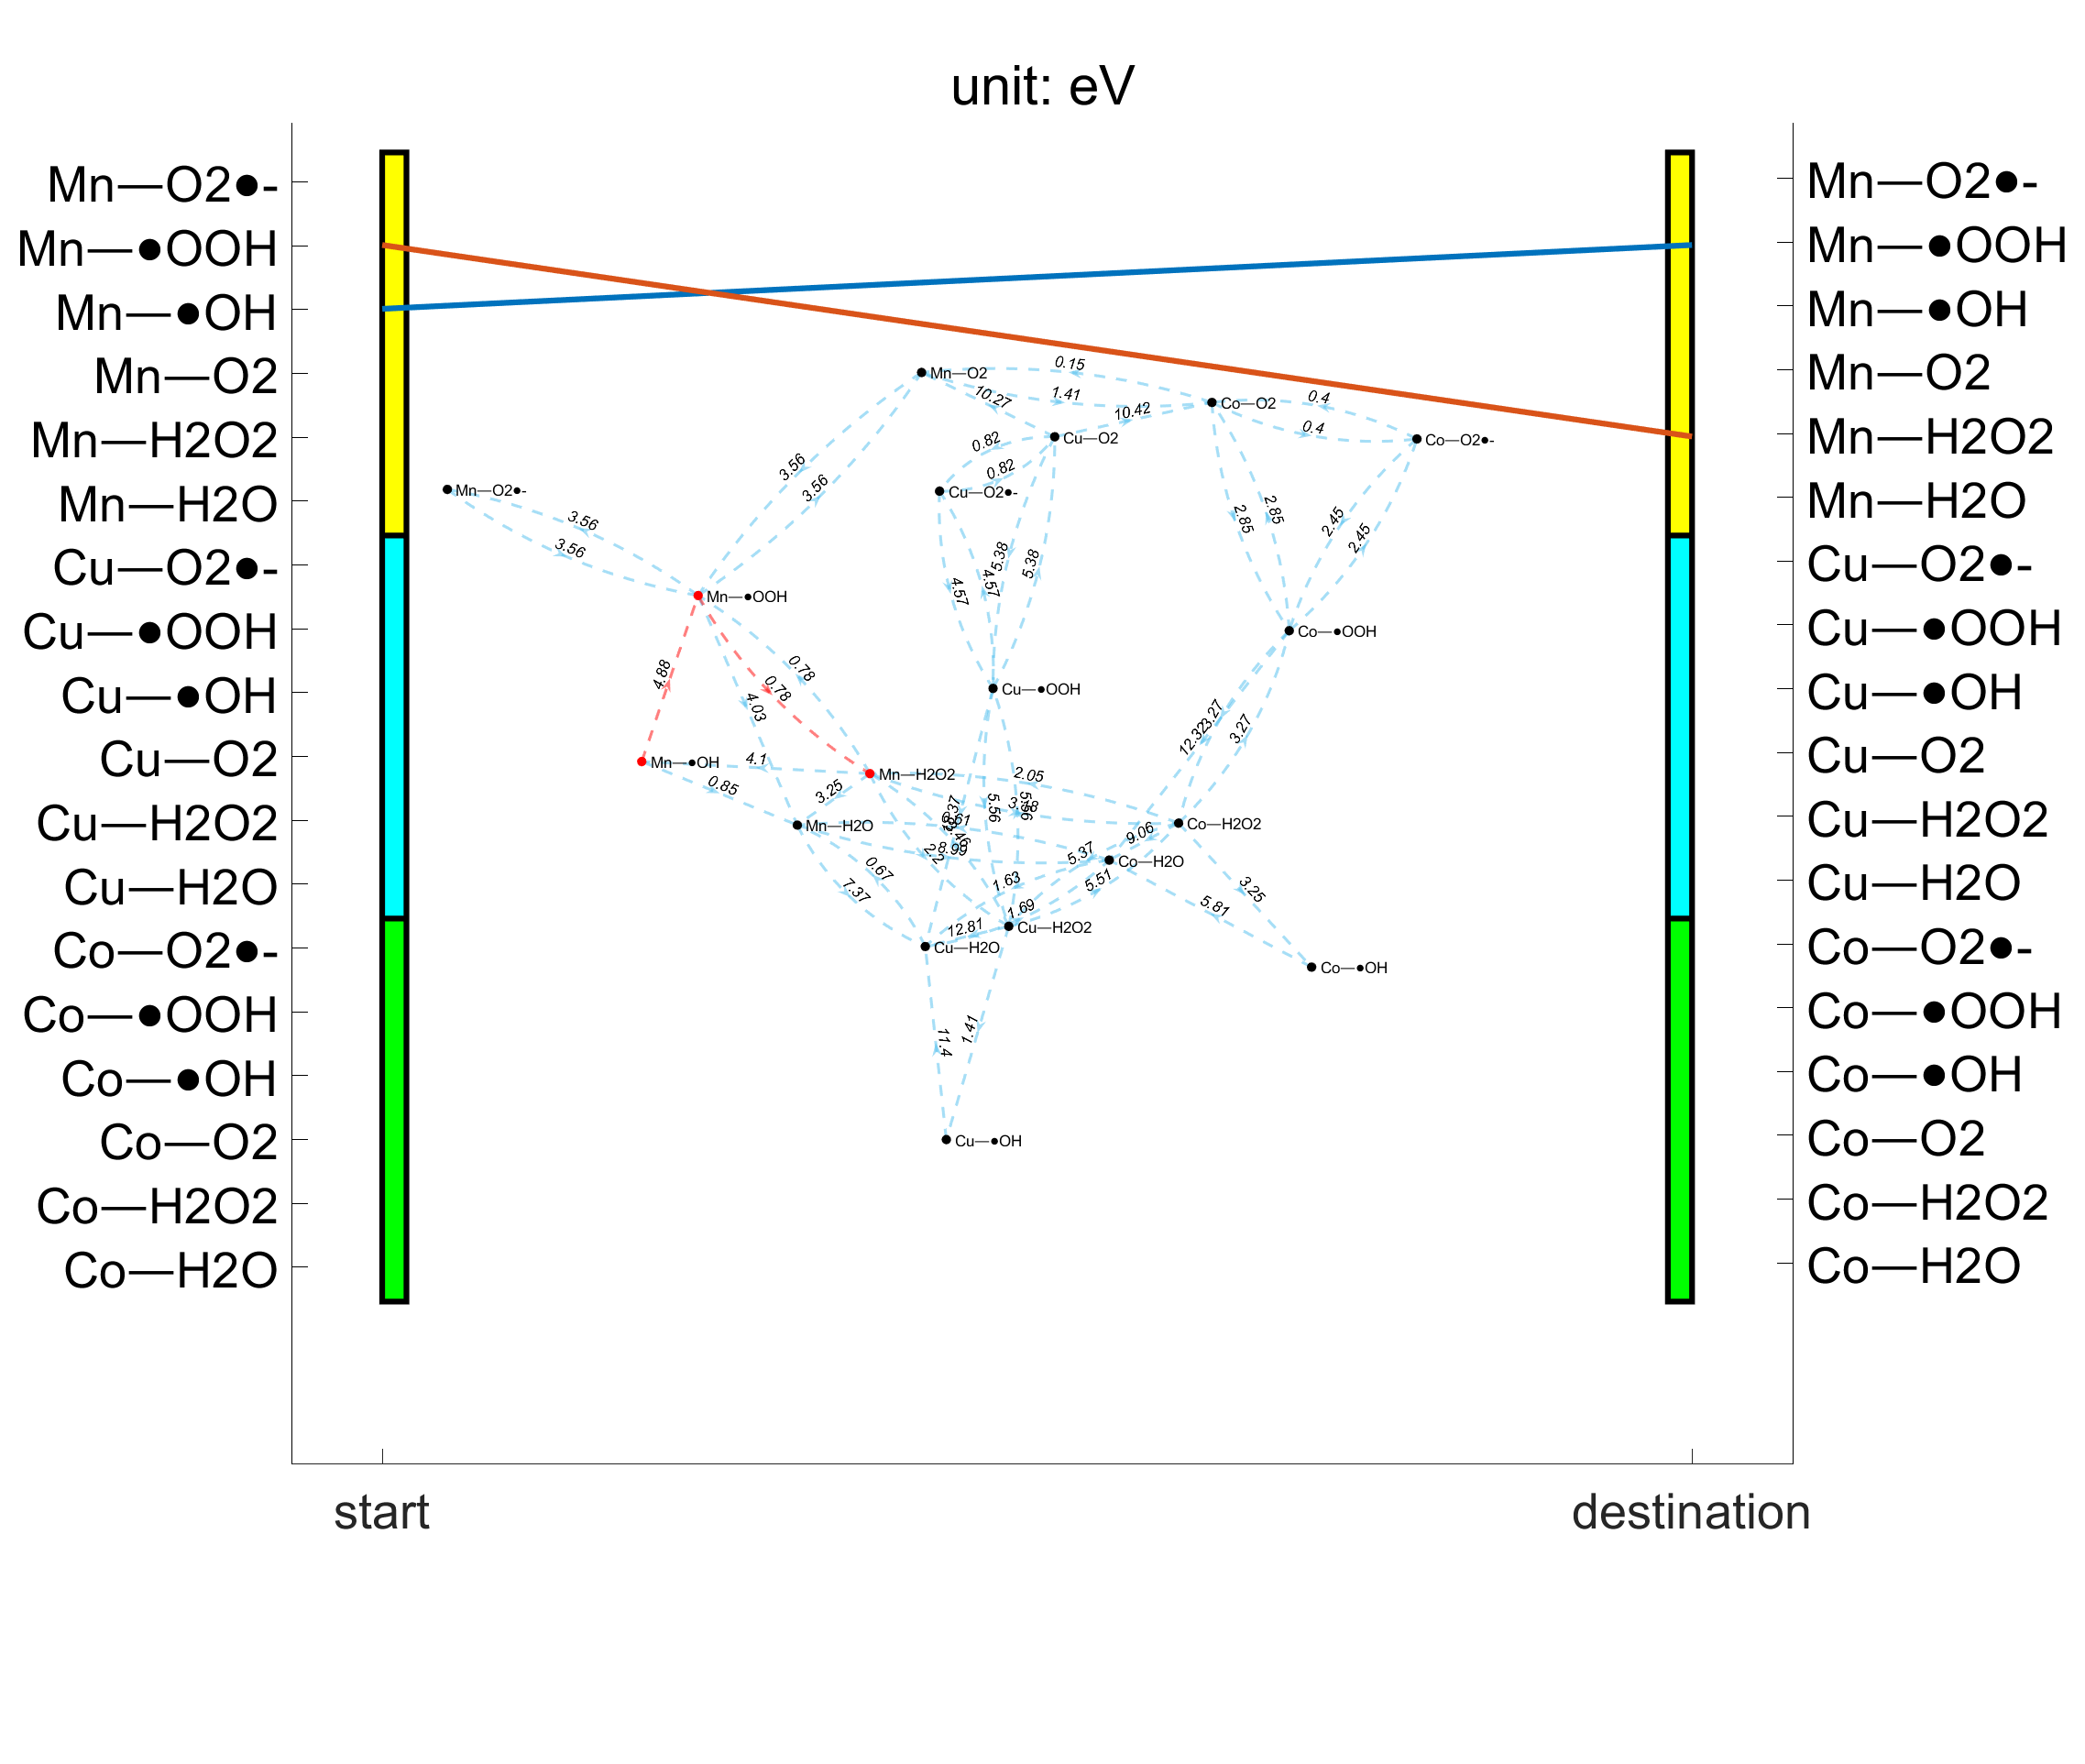 unit: eV
Mn—O2●-
Mn—●OOH
Mn—●OH
Mn—O2
Mn—H2O2
Mn—H2O
Cu—O2●-
Cu—●OOH
Cu—●OH
Cu—O2
Cu—H2O2
Cu—H2O
Co—O2●-
Co—●OOH
Co—●OH
Co—O2
Co—H2O2
Co—H2O
0.15
Mn—O2
10.27
1.41
10.42
Co—O2
0.4
0.4
Cu—O2
Co—O2●-
0.82
0.82
3.56
3.56
Mn—O2●-
Cu—O2●-
3.56
3.56
2.85
2.85
2.45
2.45
5.38
5.38
4.57
4.57
Mn—●OOH
Co—●OOH
4.88
0.78
0.78
4.03
Cu—●OOH
12.32
3.27
3.27
Mn—●OH
4.1
0.85
3.25
Mn—H2O2
2.05
5.56
5.56
Mn—H2O
Co—H2O2
9.06
8.99
2.2
5.37
Co—H2O
0.67
7.37
1.63
5.51
1.69
3.25
5.81
12.81
Cu—H2O2
Cu—H2O
Co—●OH
11.4
1.41
Cu—●OH
Mn—O2●-
Mn—●OOH
Mn—●OH
Mn—O2
Mn—H2O2
Mn—H2O
Cu—O2●-
Cu—●OOH
Cu—●OH
Cu—O2
Cu—H2O2
Cu—H2O
Co—O2●-
Co—●OOH
Co—●OH
Co—O2
Co—H2O2
Co—H2O
start
destination